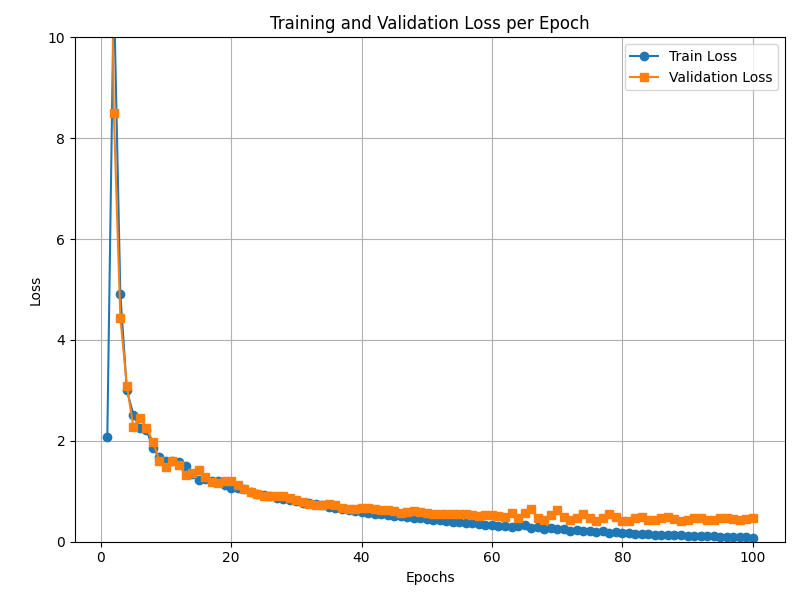 Training and Validation Loss per Epoch
Train Loss
Validation Loss
Loss
10
8
6
4
2
0
0 20 40 60 80 100
Epochs